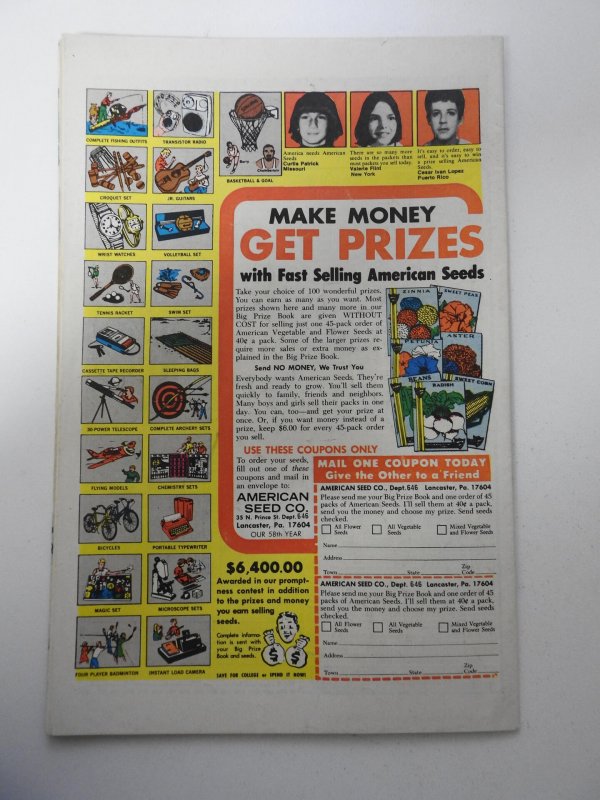 COMPLETE FISHING OUTFITS
TRANSISTOR RADIO
CROQUET SET
JR. GUITARS
WRIST WATCHES
VOLLEYBALL SET
TENNIS RACKET
SWIM SET
CASSETTE TAPE RECORDER
SLEEPING BAGS
30-POWER TELESCOPE
COMPLETE ARCHERY SETS
FLYING MODELS
CHEMISTRY SETS
BICYCLES
PORTABLE TYPEWRITER
MAGIC SET
MICROSCOPE SETS
FOUR PLAYER BADMINTON
INSTANT LOAD CAMERA
BASKETBALL & GOAL
America needs American
Seeds
Curtis Patrick
Missouri
There are so many more
seeds in the packets than
most packets you sell today.
Valerie Flint
New York
It's easy to order, easy to
sell, and it's easy to win
a prize selling American
Seeds.
Cesar Ivan Lopez
Puerto Rico
MAKE MONEY
GET PRIZES
with Fast Selling American Seeds
Take your choice of 100 wonderful prizes.
You can earn as many as you want. Most
prizes shown here and many more in our
Big Prize Book are given WITHOUT
COST for selling just one 45-pack order of
American Vegetable and Flower Seeds at
40¢ a pack. Some of the larger prizes re-
quire more sales or extra money as ex-
plained in the Big Prize Book.
Send NO MONEY, We Trust You
Everybody wants American Seeds. They're
fresh and ready to grow. You'll sell them
quickly to family, friends and neighbors.
Many boys and girls sell their packs in one
day. You can, too—and get your prize at
once. Or, if you want money instead of a
prize, keep $6.00 for every 45-pack order
you sell.
ZINNIA
SWEET PEAS
PETUNIA
ASTER
BEANS
SWEET CORN
RADISH
USE THESE COUPONS ONLY
To order your seeds,
fill out one of these
coupons and mail in
an envelope to:
AMERICAN
SEED CO.
35 N. Prince St. Dept. 646
Lancaster, Pa. 17604
OUR 58th YEAR
$6,400.00
Awarded in our prompt-
ness contest in addition
to the prizes and money
you earn selling
seeds.
Complete informa-
tion is sent with
your Big Prize
Book and seeds.
SAVE FOR COLLEGE or SPEND IT NOW!
MAIL ONE COUPON TODAY
Give the Other to a Friend
AMERICAN SEED CO., Dept. 646 Lancaster, Pa. 17604
Please send me your Big Prize Book and one order of 45
packs of American Seeds. I'll sell them at 40¢ a pack,
send you the money and choose my prize. Send seeds
checked.
All Flower
Seeds
All Vegetable
Seeds
Mixed Vegetable
and Flower Seeds
Name
Address
Town State Zip Code
AMERICAN SEED CO., Dept. 646 Lancaster, Pa. 17604
Please send me your Big Prize Book and one order of 45
packs of American Seeds. I'll sell them at 40¢ a pack,
send you the money and choose my prize. Send seeds
checked.
All Flower
Seeds
All Vegetable
Seeds
Mixed Vegetable
and Flower Seeds
Name
Address
Town State Zip Code